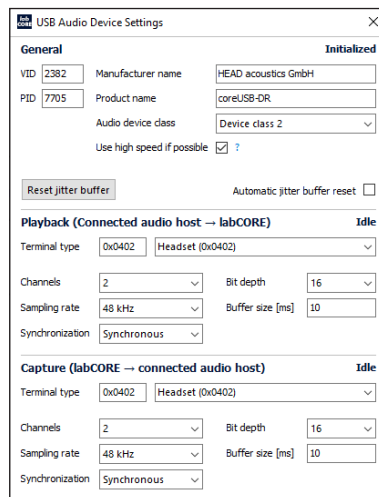 lab CORE USB Audio Device Settings
General Initialized
VID 2382 Manufacturer name HEAD acoustics GmbH
PID 7705 Product name coreUSB-DR
Audio device class Device class 2
Use high speed if possible ?
Reset jitter buffer Automatic jitter buffer reset
Playback (Connected audio host → labCORE) Idle
Terminal type 0x0402 Headset (0x0402)
Channels 2 Bit depth 16
Sampling rate 48 kHz Buffer size [ms] 10
Synchronization Synchronous
Capture (labCORE → connected audio host) Idle
Terminal type 0x0402 Headset (0x0402)
Channels 2 Bit depth 16
Sampling rate 48 kHz Buffer size [ms] 10
Synchronization Synchronous